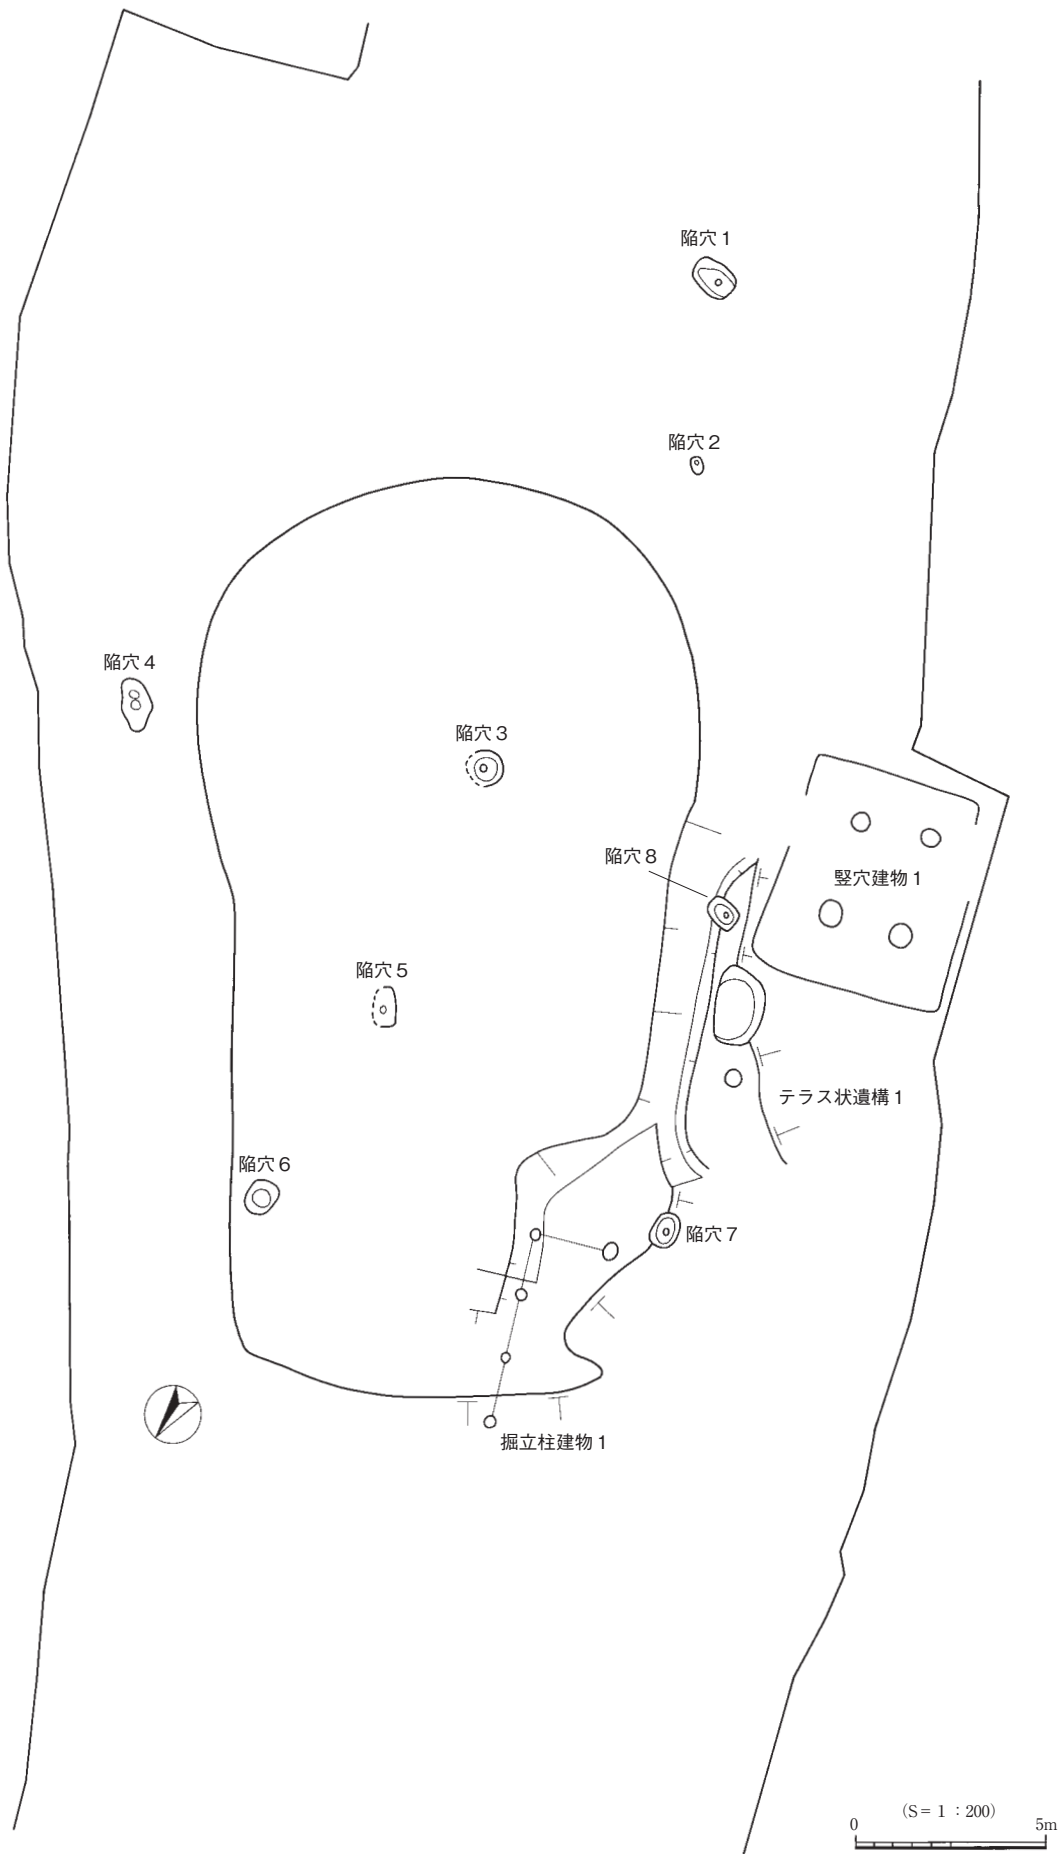 陥穴１
陥穴２
陥穴４
陥穴３
陥穴８
竪穴建物１
陥穴５
テラス状遺構１
陥穴６
陥穴７
掘立柱建物１
（S＝１：200）
0 5m